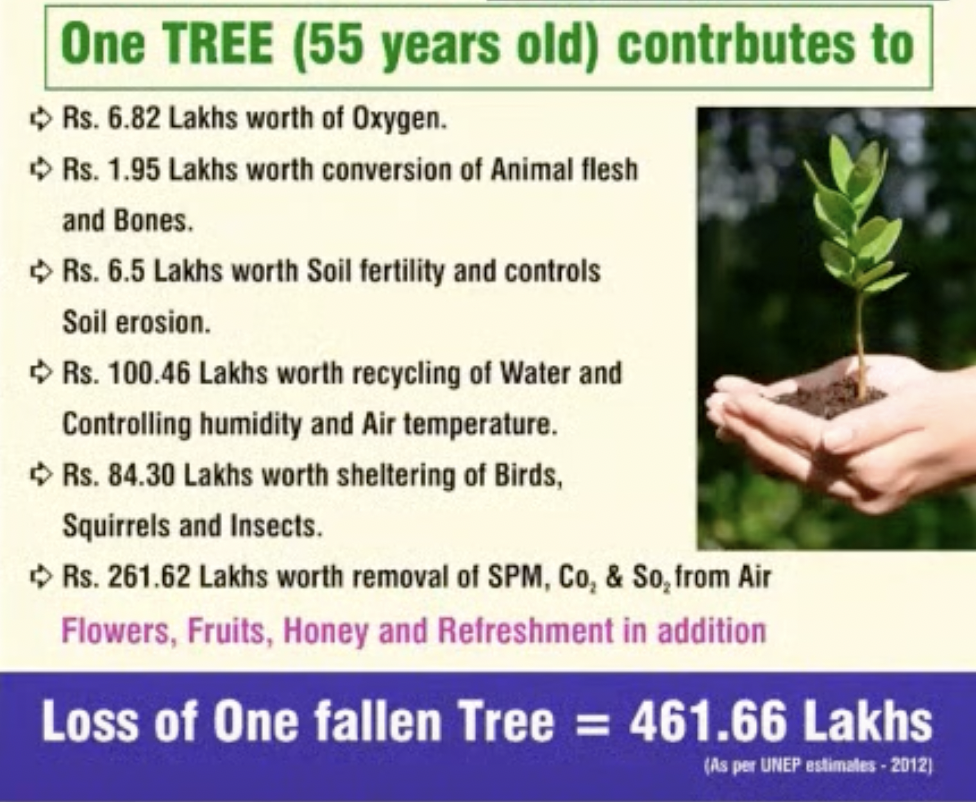 One TREE (55 years old) contrbutes to
➩ Rs. 6.82 Lakhs worth of Oxygen.
➩ Rs. 1.95 Lakhs worth conversion of Animal flesh
and Bones.
➩ Rs. 6.5 Lakhs worth Soil fertility and controls
Soil erosion.
➩ Rs. 100.46 Lakhs worth recycling of Water and
Controlling humidity and Air temperature.
➩ Rs. 84.30 Lakhs worth sheltering of Birds,
Squirrels and Insects.
➩ Rs. 261.62 Lakhs worth removal of SPM, Co₂ & So₂ from Air
Flowers, Fruits, Honey and Refreshment in addition
Loss of One fallen Tree = 461.66 Lakhs
(As per UNEP estimates - 2012)